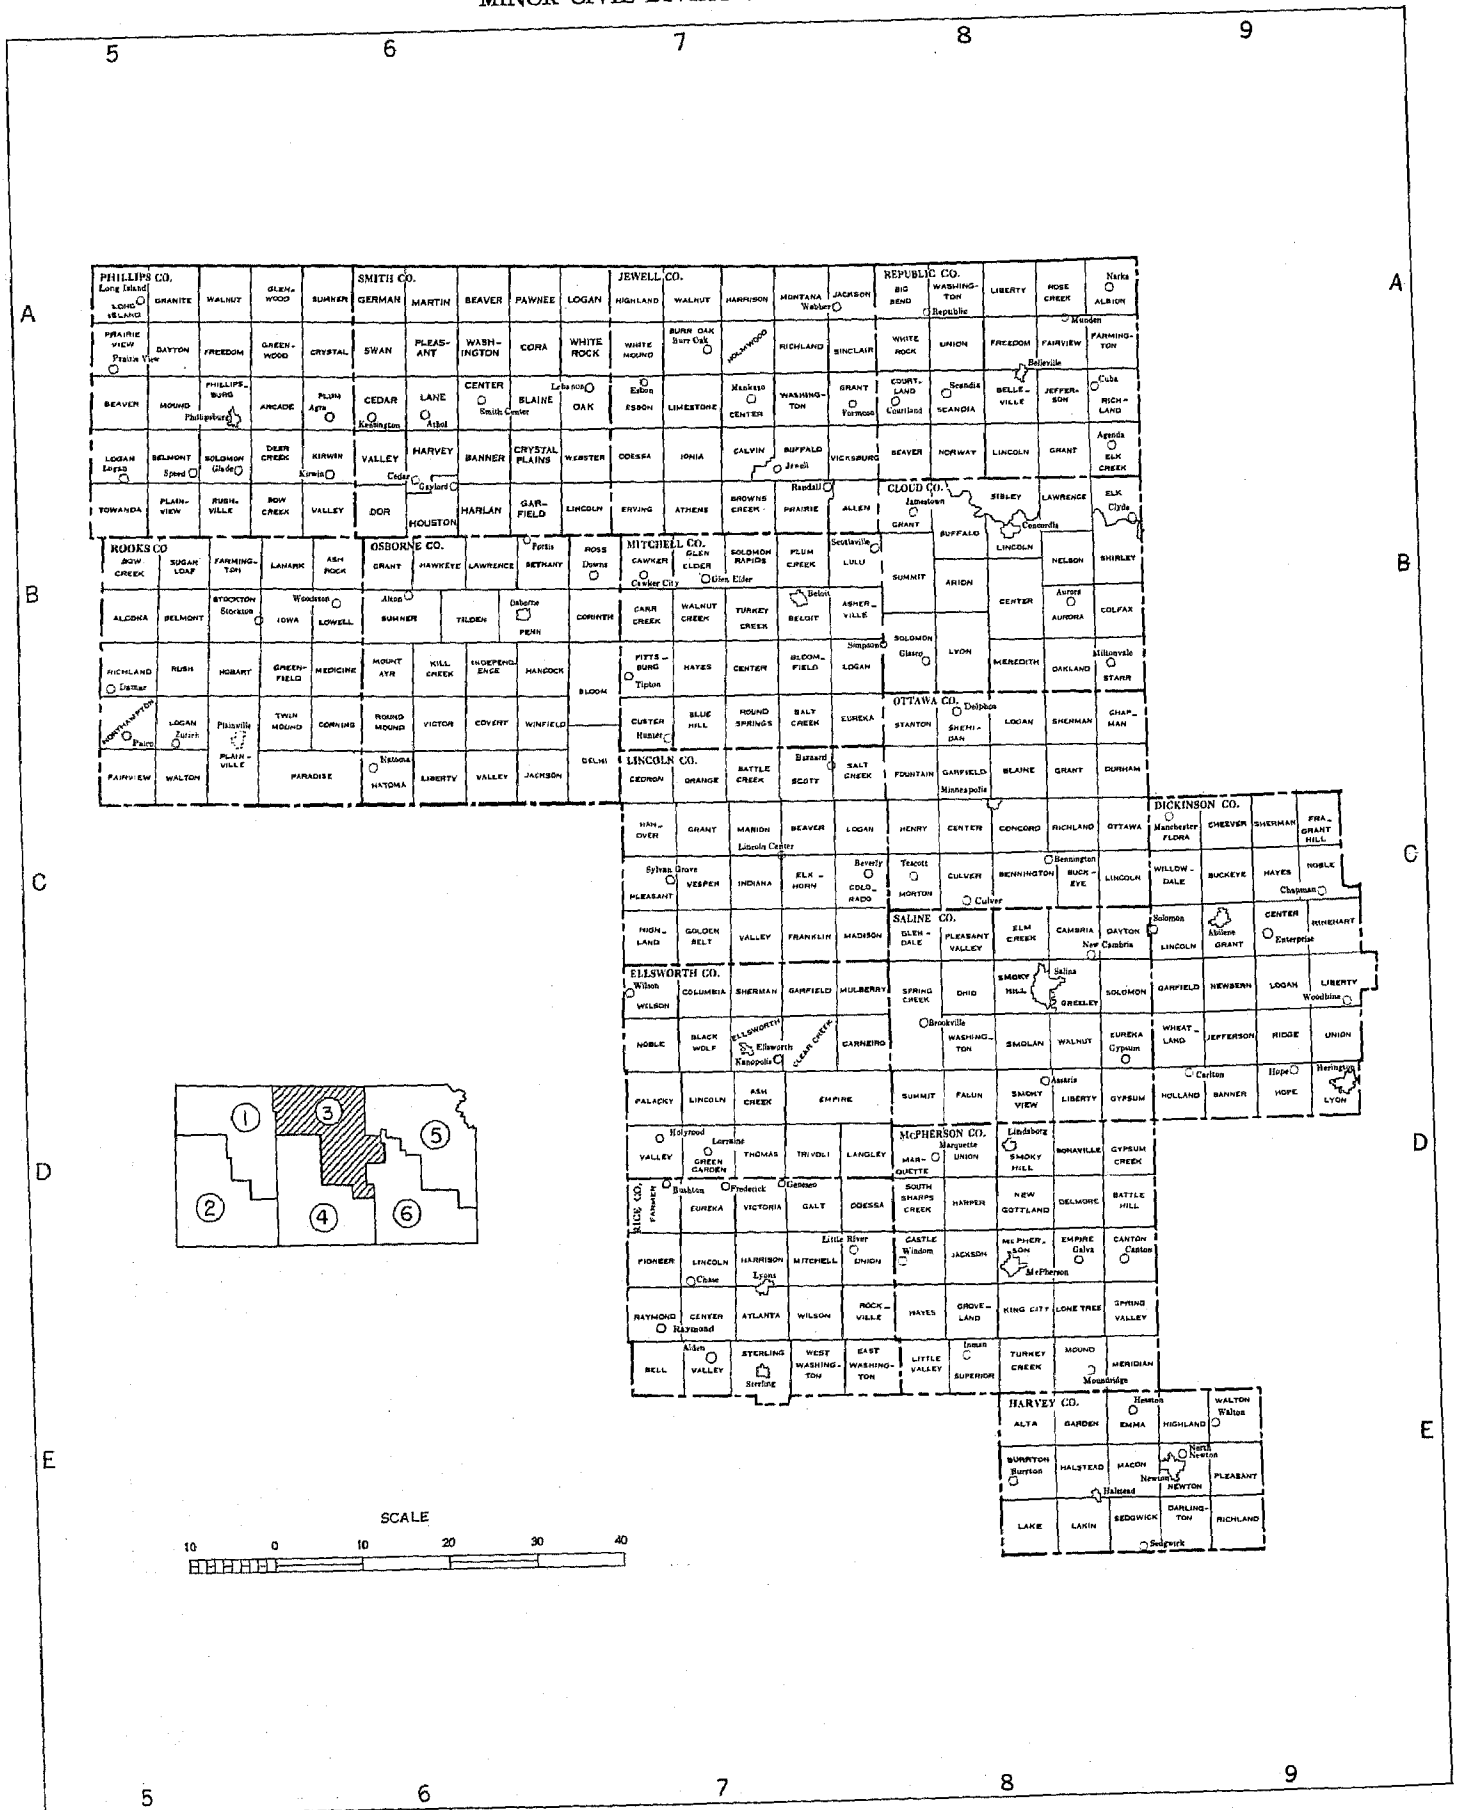 5 6 7 8 9
A A
PHILLIPS CO. SMITH CO. JEWELL CO. REPUBLIC CO.
Long Island Narka
LONG ISLAND GRANITE WALNUT GLENWOOD SUMNER GERMAN MARTIN BEAVER PAWNEE LOGAN HIGHLAND WALNUT HARRISON MONTANA JACKSON BIG BEND WASHINGTON LIBERTY ROSE CREEK ALBION
Webber Republic Munden
PRAIRIE VIEW DAYTON FREEDOM GREENWOOD CRYSTAL SWAN PLEASANT WASHINGTON CORA WHITE ROCK WHITE MOUND BURR OAK HOLMWOOD RICHLAND SINCLAIR WHITE ROCK UNION FREEDOM FAIRVIEW FARMINGTON
Prairie View Burr Oak Belleville
BEAVER MOUND PHILLIPSBURG ARCADE PLUM CEDAR LANE CENTER BLAINE OAK ESBON LIMESTONE CENTER WASHINGTON GRANT COURTLAND SCANDIA BELLEVILLE JEFFERSON RICHLAND
Phillipsburg Agra Kensington Athol Smith Center Lebanon Esbon Mankato Formoso Courtland Scandia Cuba
LOGAN BELMONT SOLOMON DEER CREEK KIRWIN VALLEY HARVEY BANNER CRYSTAL PLAINS WEBSTER ODESSA IONIA CALVIN BUFFALO VICKSBURG BEAVER NORWAY LINCOLN GRANT ELK CREEK
Logan Speed Glade Kirwin Cedar Gaylord Jewell Agenda
TOWANDA PLAINVIEW RUSHVILLE BOW CREEK VALLEY DOR HOUSTON HARLAN GARFIELD LINCOLN ERVING ATHENS BROWNS CREEK PRAIRIE ALLEN
Randall
CLOUD CO.
Jamestown Concordia Clyde
GRANT BUFFALO SIBLEY LAWRENCE ELK
LINCOLN NELSON SHIRLEY
B B
ROOKS CO OSBORNE CO. MITCHELL CO.
BOW CREEK SUGAR LOAF FARMINGTON LANARK ASH ROCK GRANT HAWKEYE LAWRENCE BETHANY ROSS CAWKER GLEN ELDER SOLOMON RAPIDS PLUM CREEK LULU SUMMIT ARION
Portis Downs Cawker City Glen Elder Scottsville
ALCONA BELMONT STOCKTON IOWA LOWELL SUMNER TILDEN PENN CORINTH CARR CREEK WALNUT CREEK TURKEY CREEK BELOIT ASHERVILLE CENTER AURORA COLFAX
Stockton Woodston Alton Osborne Beloit Aurora
RICHLAND RUSH HOBART GREENFIELD MEDICINE MOUNT AYR KILL CREEK INDEPENDENCE HANCOCK BLOOM PITTSBURG HAYES CENTER BLOOMFIELD LOGAN SOLOMON LYON MEREDITH OAKLAND STARR
Damar Tipton Simpson Glasco Miltonvale
NORTHAMPTON LOGAN TWIN MOUND CORNING ROUND MOUND VICTOR COVERT WINFIELD CUSTER BLUE HILL ROUND SPRINGS SALT CREEK EUREKA
Palco Zurich Plainville Hunter
OTTAWA CO.
Delphos
STANTON SHERIDAN LOGAN SHERMAN CHAPMAN
FAIRVIEW WALTON PLAINVILLE PARADISE NATOMA LIBERTY VALLEY JACKSON DELHI
Natoma
LINCOLN CO.
Barnard Minneapolis
CEDRON ORANGE BATTLE CREEK SCOTT SALT CREEK FOUNTAIN GARFIELD BLAINE GRANT DURHAM
DICKINSON CO.
HANOVER GRANT MARION BEAVER LOGAN HENRY CENTER CONCORD RICHLAND OTTAWA FLORA CHEEVER SHERMAN FRAGRANT HILL
Lincoln Center Manchester
C C
Sylvan Grove Beverly Tescott Bennington Culver Chapman
PLEASANT VESPER INDIANA ELKHORN COLORADO MORTON CULVER BENNINGTON BUCKEYE LINCOLN WILLOWDALE BUCKEYE HAYES NOBLE
SALINE CO.
HIGHLAND GOLDEN BELT VALLEY FRANKLIN MADISON GLENDALE PLEASANT VALLEY ELM CREEK CAMBRIA DAYTON LINCOLN GRANT CENTER RINEHART
New Cambria Solomon Abilene Enterprise
ELLSWORTH CO.
Wilson Salina Woodbine
WILSON COLUMBIA SHERMAN GARFIELD MULBERRY SPRING CREEK OHIO SMOKY HILL GREELEY SOLOMON GARFIELD NEWBERN LOGAN LIBERTY
NOBLE BLACK WOLF ELLSWORTH CLEAR CREEK CARNEIRO WASHINGTON SMOLAN WALNUT EUREKA WHEATLAND JEFFERSON RIDGE UNION
Ellsworth Kanopolis Brookville Gypsum
PALACKY LINCOLN ASH CREEK EMPIRE SUMMIT FALUN SMOKY VIEW LIBERTY GYPSUM HOLLAND BANNER HOPE LYON
Assaria Carlton Hope Herington
1 3 5
2 4 6
D D
McPHERSON CO.
Holyrood Lorraine Marquette Lindsborg
VALLEY GREEN GARDEN THOMAS TRIVOLI LANGLEY MARQUETTE UNION SMOKY HILL BONAVILLE GYPSUM CREEK
RICE CO.
Bushton Frederick Geneseo
FARMER EUREKA VICTORIA GALT ODESSA SOUTH SHARPS CREEK HARPER NEW GOTTLAND DELMORE BATTLE HILL
PIONEER LINCOLN HARRISON MITCHELL UNION CASTLE JACKSON McPHERSON EMPIRE CANTON
Chase Lyons Little River Windom McPherson Galva Canton
RAYMOND CENTER ATLANTA WILSON ROCKVILLE HAYES GROVELAND KING CITY LONE TREE SPRING VALLEY
Raymond
BELL VALLEY STERLING WEST WASHINGTON EAST WASHINGTON LITTLE VALLEY SUPERIOR TURKEY CREEK MOUND MERIDIAN
Alden Sterling Inman Moundridge
HARVEY CO.
Hesston Walton
ALTA GARDEN EMMA HIGHLAND WALTON
E E
BURRTON HALSTEAD MACON NEWTON PLEASANT
Burrton Halstead Newton North Newton
LAKE LAKIN SEDGWICK DARLINGTON RICHLAND
Sedgwick
SCALE
10 0 10 20 30 40
5 6 7 8 9